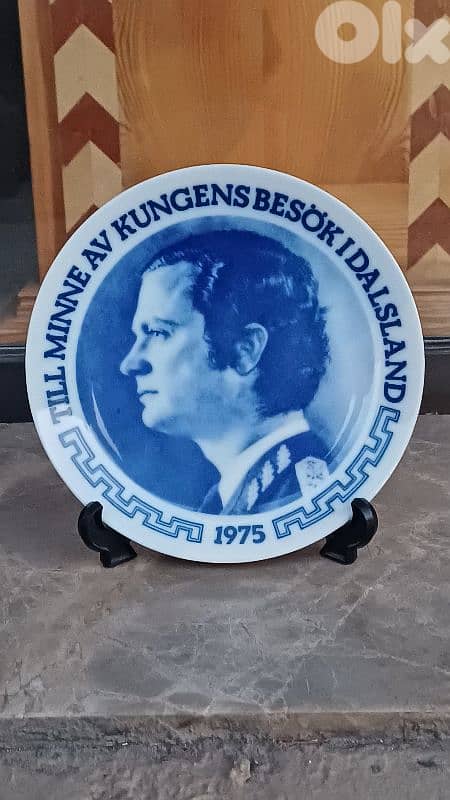 Olx
TILL MINNE AV KUNGENS BESÖK I DALSLAND
1975